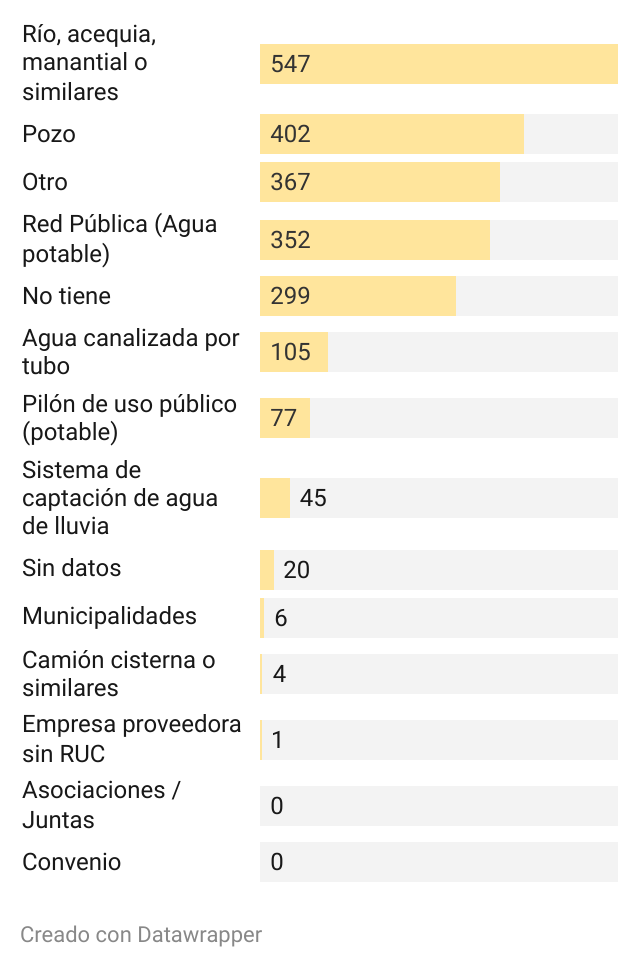 Río, acequia,
manantial o
similares
547
Pozo
402
Otro
367
Red Pública (Agua
potable)
352
No tiene
299
Agua canalizada por
tubo
105
Pilón de uso público
(potable)
77
Sistema de
captación de agua
de lluvia
45
Sin datos
20
Municipalidades
6
Camión cisterna o
similares
4
Empresa proveedora
sin RUC
1
Asociaciones /
Juntas
0
Convenio
0
Creado con Datawrapper